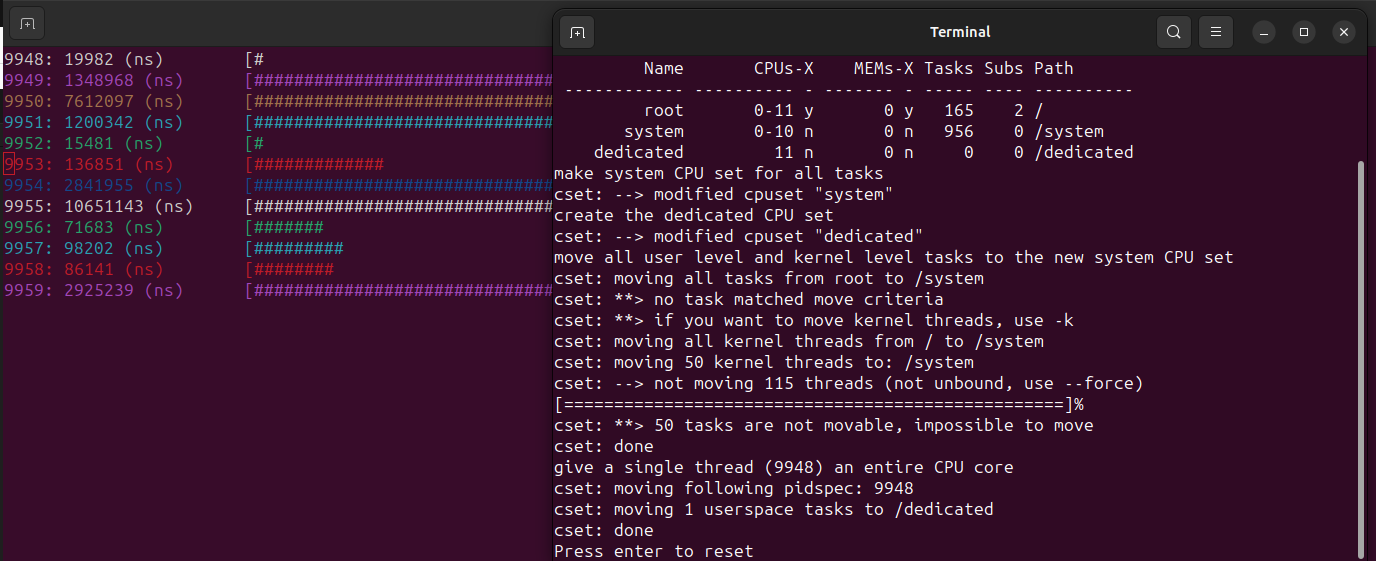 9948: 19982 (ns)      [#
9949: 1348968 (ns)    [##############################
9950: 7612097 (ns)    [##############################
9951: 1200342 (ns)    [##############################
9952: 15481 (ns)      [#
9953: 136851 (ns)     [#############
9954: 2841955 (ns)    [##############################
9955: 10651143 (ns)   [##############################
9956: 71683 (ns)      [#######
9957: 98202 (ns)      [#########
9958: 86141 (ns)      [########
9959: 2925239 (ns)    [##############################
Terminal
         Name       CPUs-X    MEMs-X Tasks Subs Path
 ------------ ---------- - ------- - ----- ---- ----------
         root       0-11 y       0 y   165    2 /
       system       0-10 n       0 n   956    0 /system
    dedicated         11 n       0 n     0    0 /dedicated
make system CPU set for all tasks
cset: --> modified cpuset "system"
create the dedicated CPU set
cset: --> modified cpuset "dedicated"
move all user level and kernel level tasks to the new system CPU set
cset: moving all tasks from root to /system
cset: **> no task matched move criteria
cset: **> if you want to move kernel threads, use -k
cset: moving all kernel threads from / to /system
cset: moving 50 kernel threads to: /system
cset: --> not moving 115 threads (not unbound, use --force)
[==================================================]%
cset: **> 50 tasks are not movable, impossible to move
cset: done
give a single thread (9948) an entire CPU core
cset: moving following pidspec: 9948
cset: moving 1 userspace tasks to /dedicated
cset: done
Press enter to reset